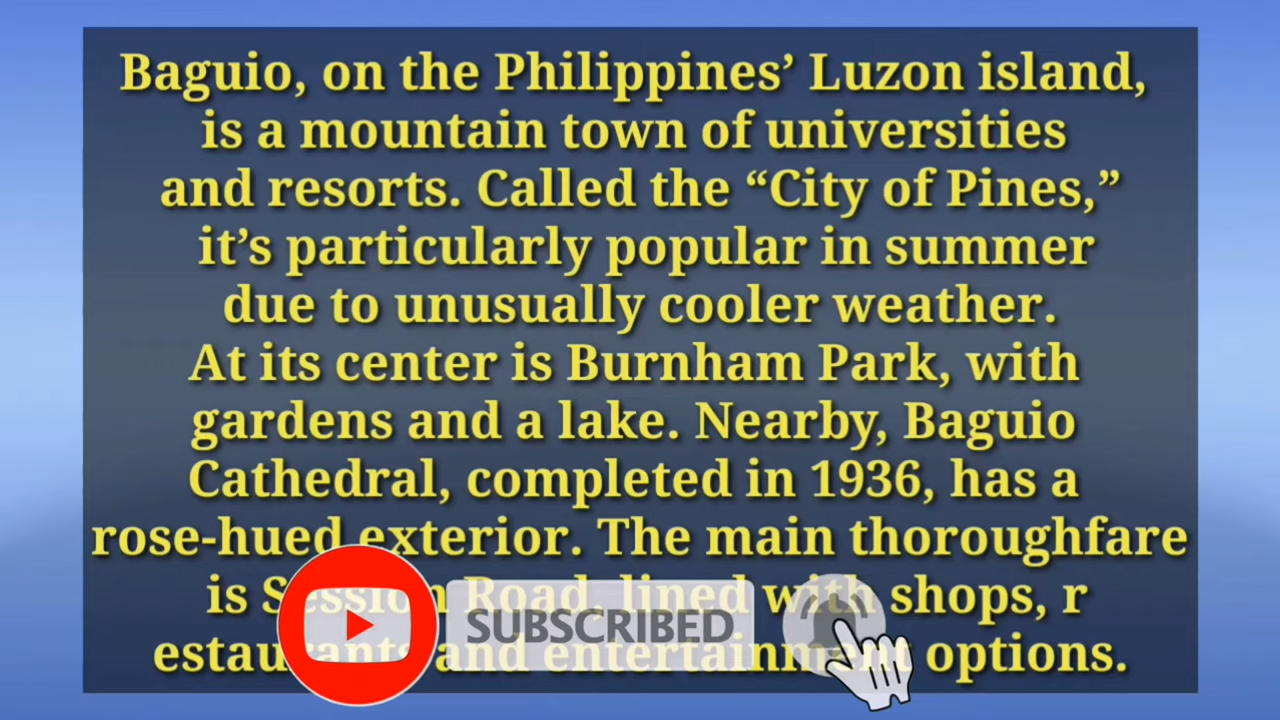 Baguio, on the Philippines’ Luzon island,
is a mountain town of universities
and resorts. Called the “City of Pines,”
it’s particularly popular in summer
due to unusually cooler weather.
At its center is Burnham Park, with
gardens and a lake. Nearby, Baguio
Cathedral, completed in 1936, has a
rose-hued exterior. The main thoroughfare
is Session Road, lined with shops, r
estaurants and entertainment options.
SUBSCRIBED